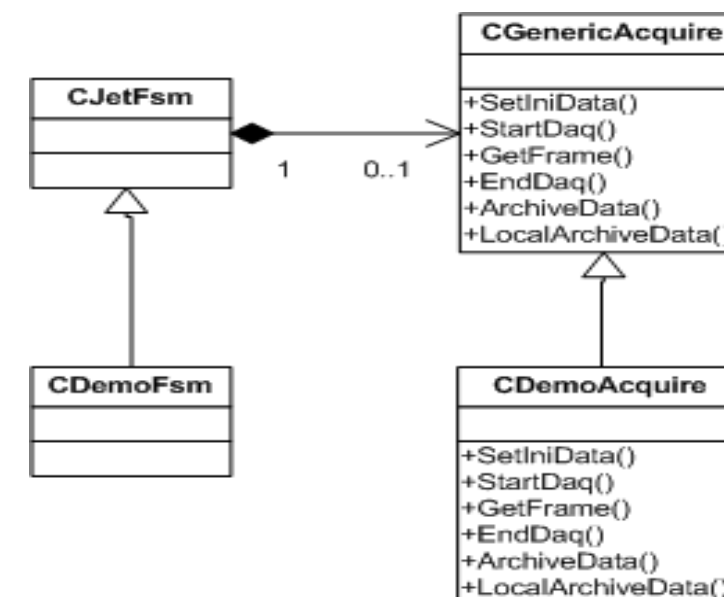 CGenericAcquire
+SetIniData()
+StartDaq()
+GetFrame()
+EndDaq()
+ArchiveData()
+LocalArchiveData(
CJetFsm
1 0..1
CDemoFsm
CDemoAcquire
+SetIniData()
+StartDaq()
+GetFrame()
+EndDaq()
+ArchiveData()
+LocalArchiveData()